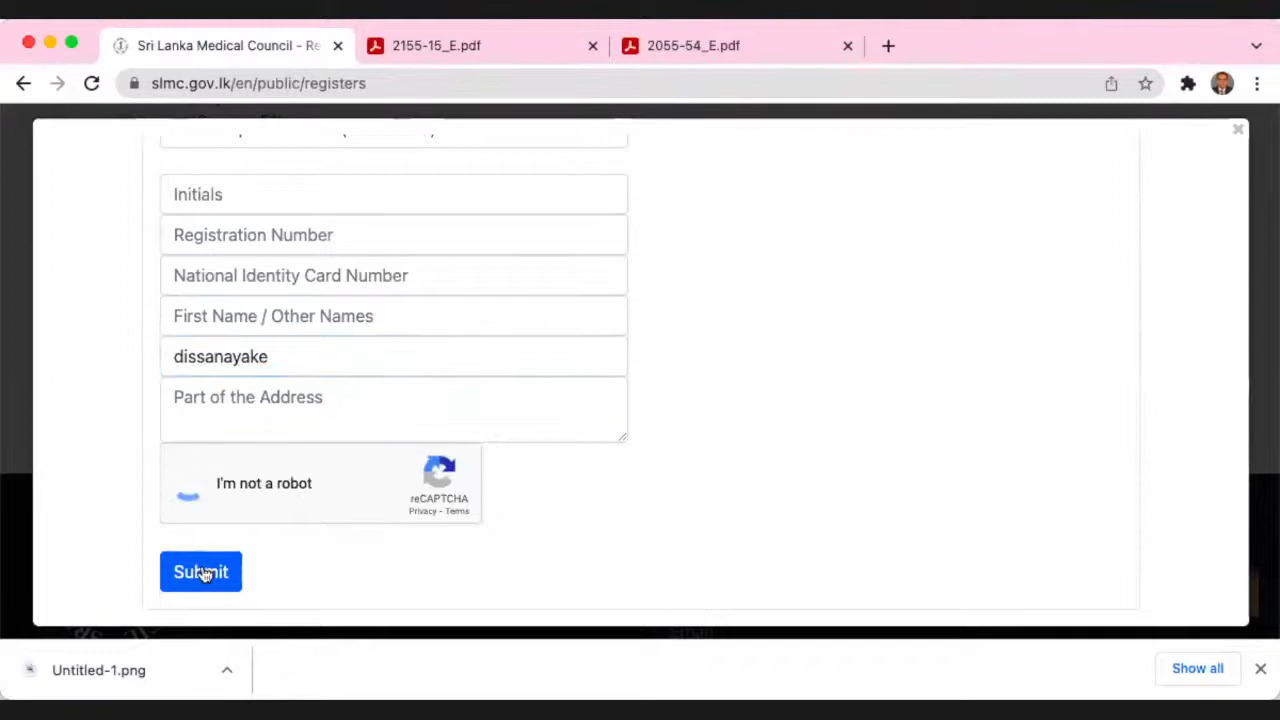 Sri Lanka Medical Council - Re
2155-15_E.pdf
2055-54_E.pdf
slmc.gov.lk/en/public/registers
Initials
Registration Number
National Identity Card Number
First Name / Other Names
dissanayake
Part of the Address
I'm not a robot
reCAPTCHA
Privacy - Terms
Submit
Untitled-1.png
Show all